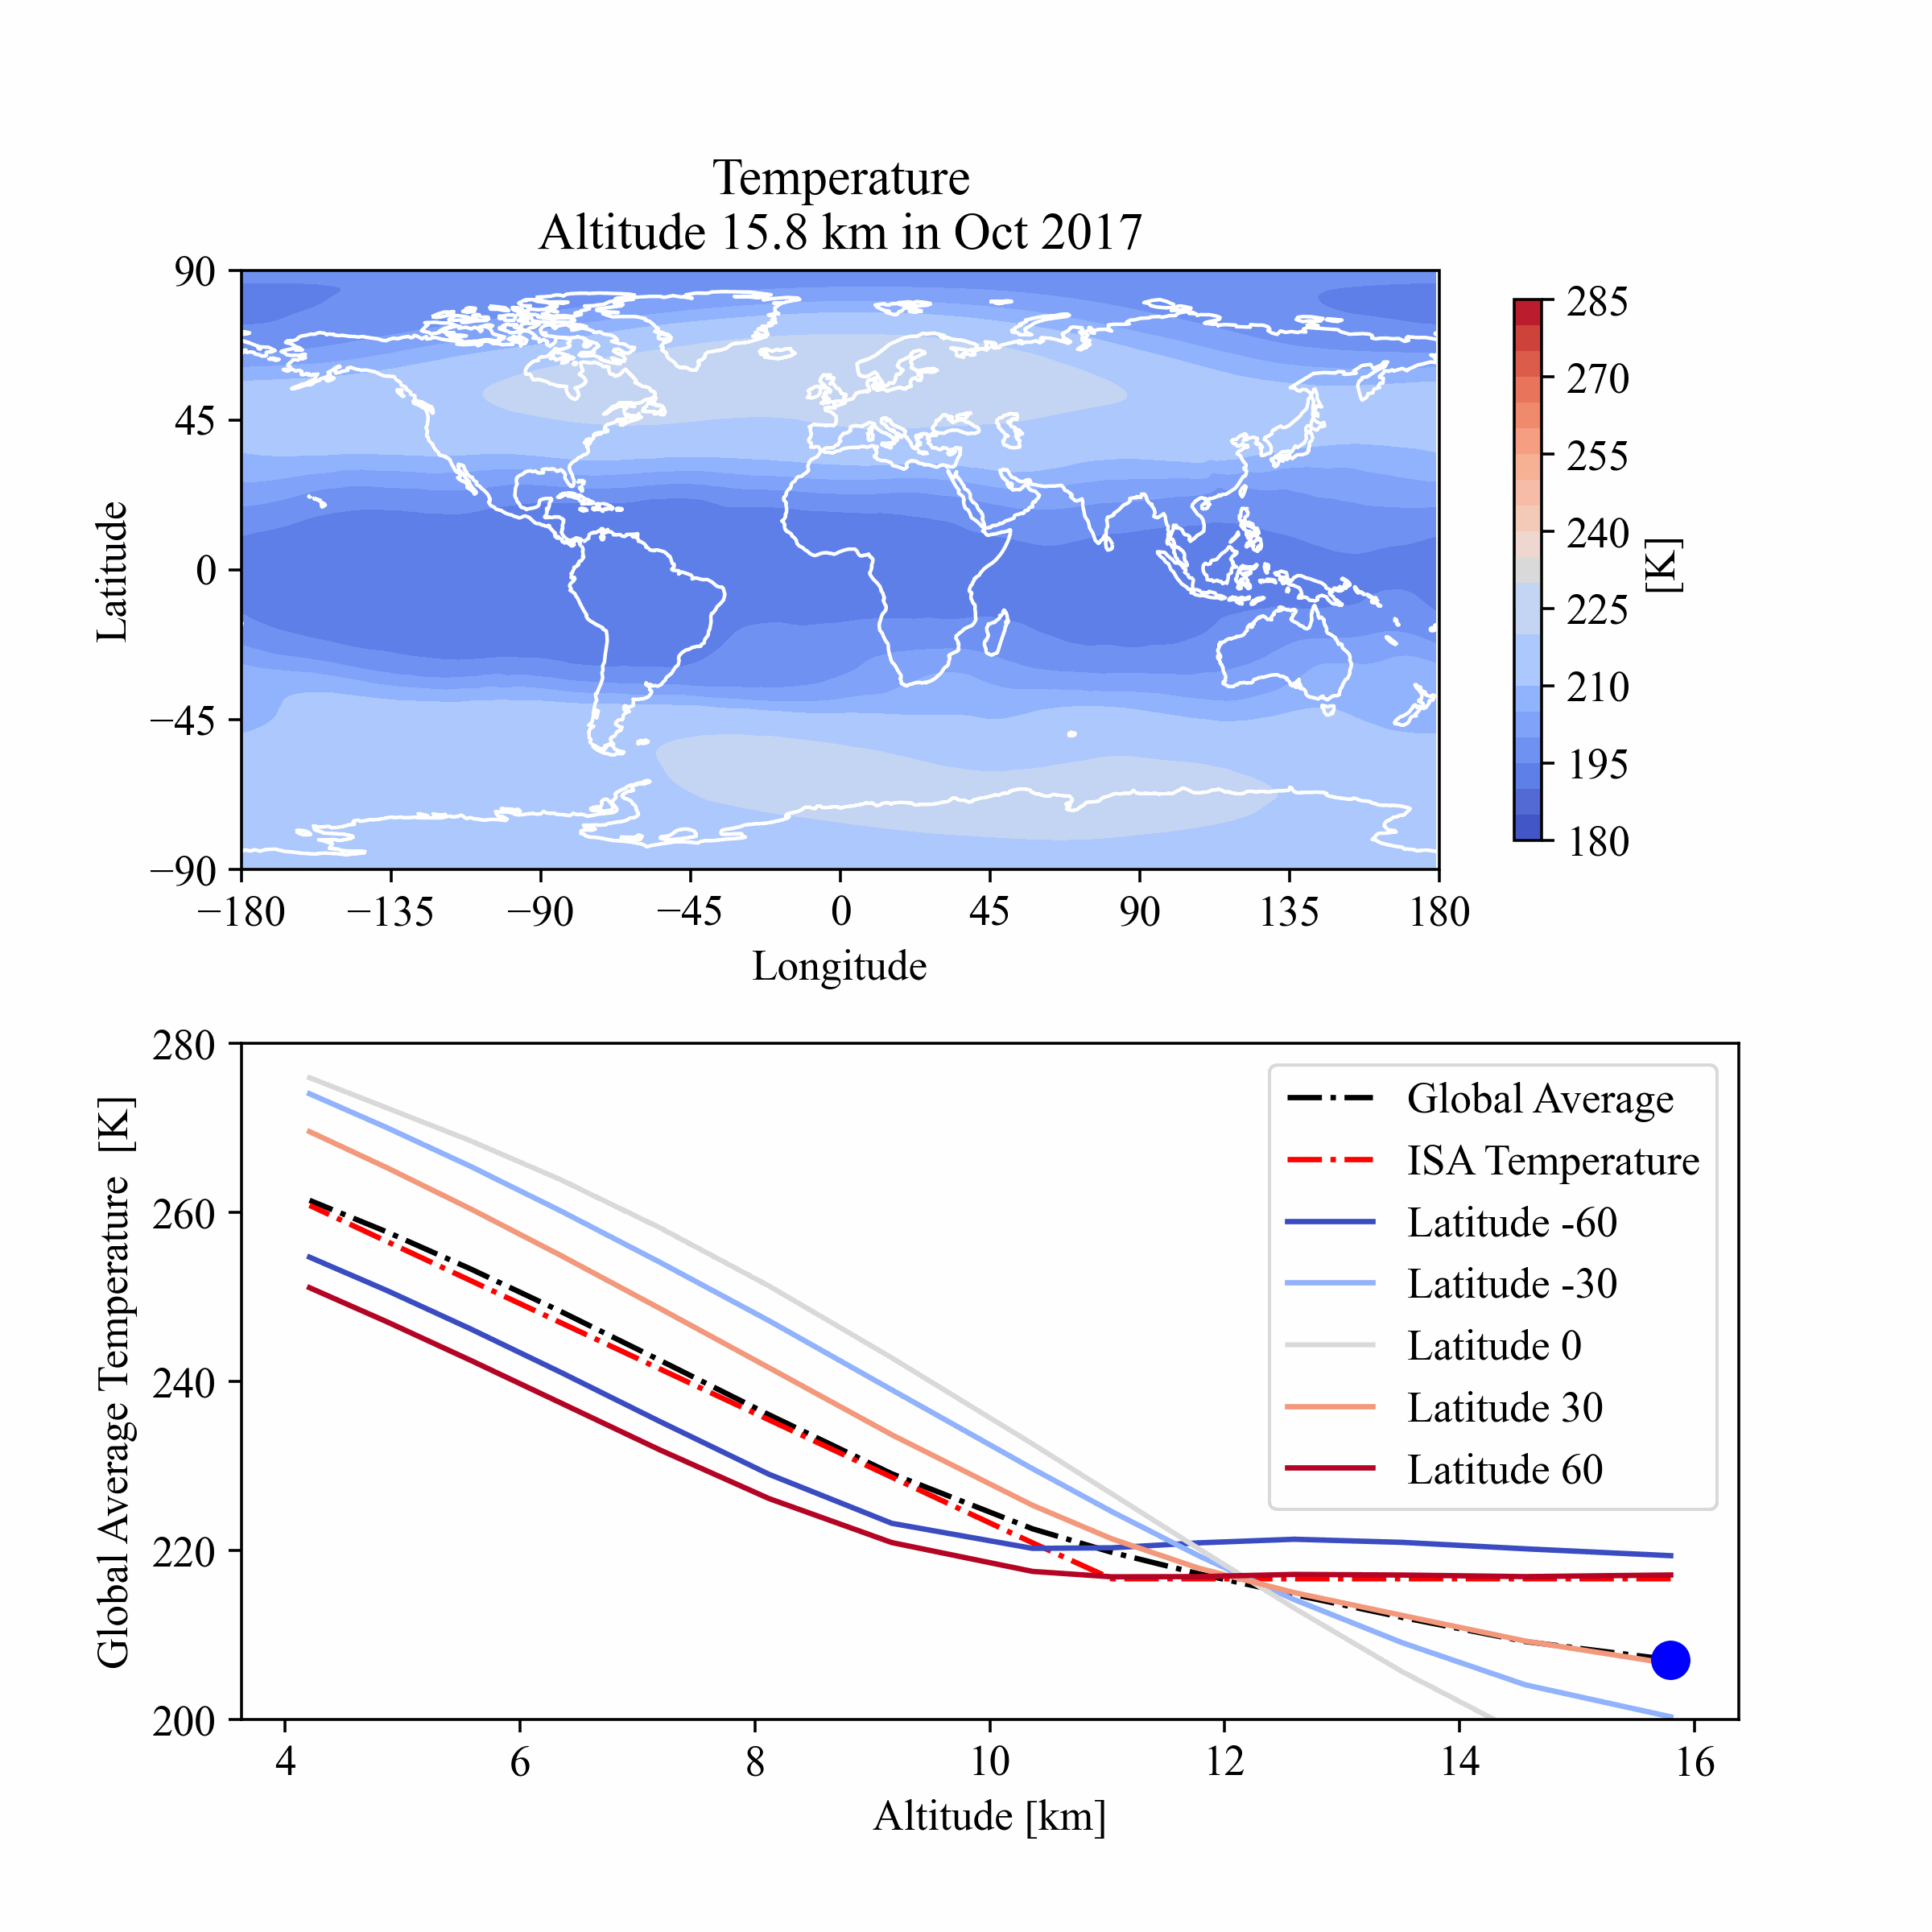 Temperature
Altitude 15.8 km in Oct 2017
90
45
0
−45
−90
Latitude
−180 −135 −90 −45 0 45 90 135 180
Longitude
285
270
255
240
225
210
195
180
[K]
280
260
240
220
200
Global Average Temperature [K]
Global Average
ISA Temperature
Latitude -60
Latitude -30
Latitude 0
Latitude 30
Latitude 60
4 6 8 10 12 14 16
Altitude [km]